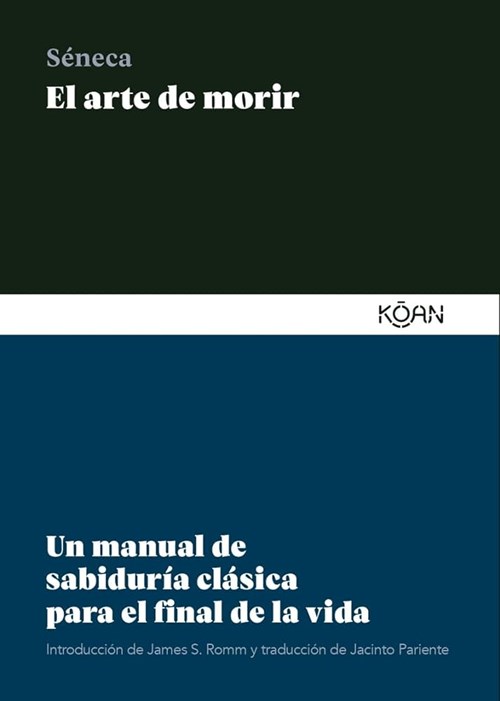 Séneca
El arte de morir
KŌAN
Un manual de
sabiduría clásica
para el final de la vida
Introducción de James S. Romm y traducción de Jacinto Pariente